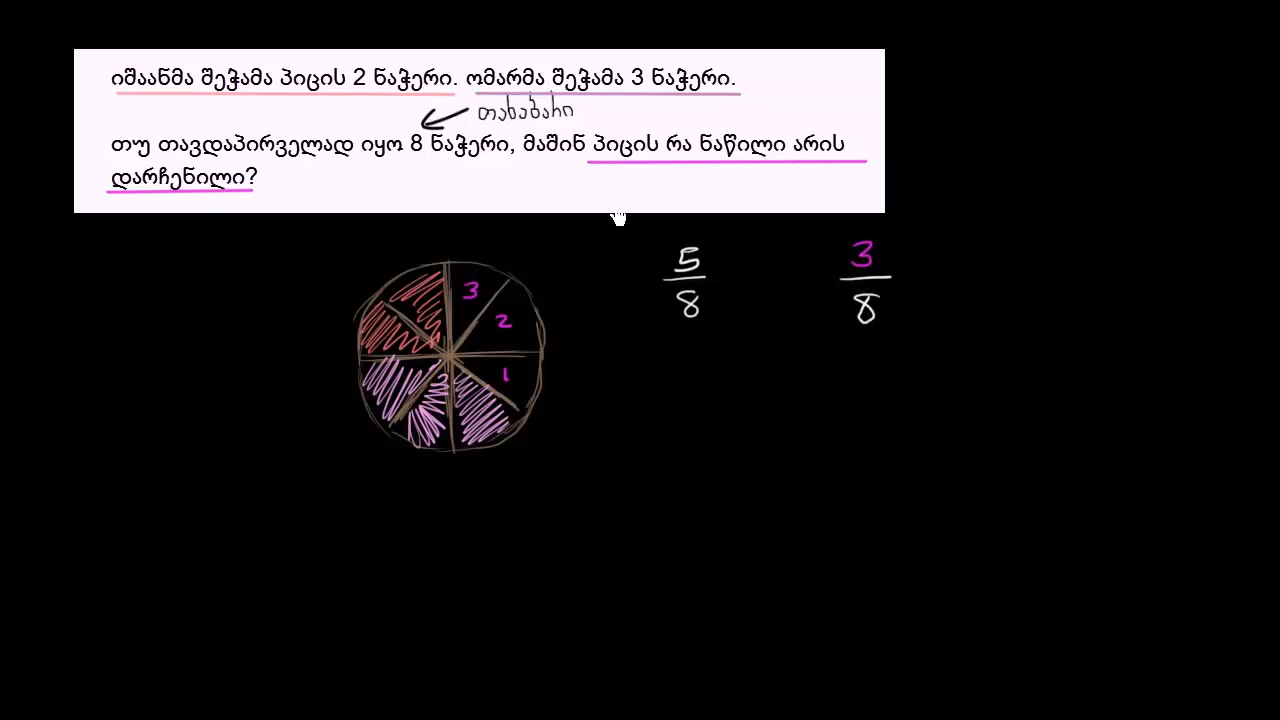 იშაანმა შეჭამა პიცის 2 ნაჭერი. ომარმა შეჭამა 3 ნაჭერი.
თანაბარი
თუ თავდაპირველად იყო 8 ნაჭერი, მაშინ პიცის რა ნაწილი არის
დარჩენილი?
5 3
8 8
3
2
1